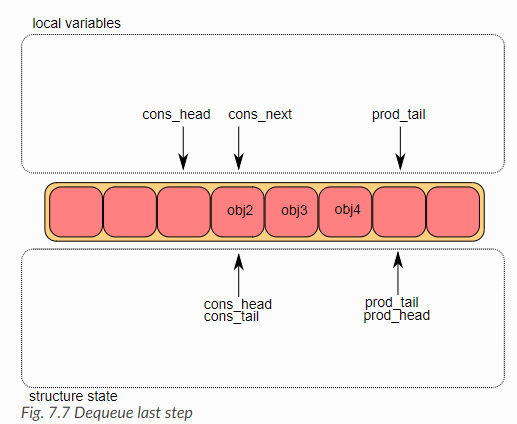 local variables
cons_head cons_next prod_tail
obj2 obj3 obj4
cons_head prod_tail
cons_tail prod_head
structure state
Fig. 7.7 Dequeue last step